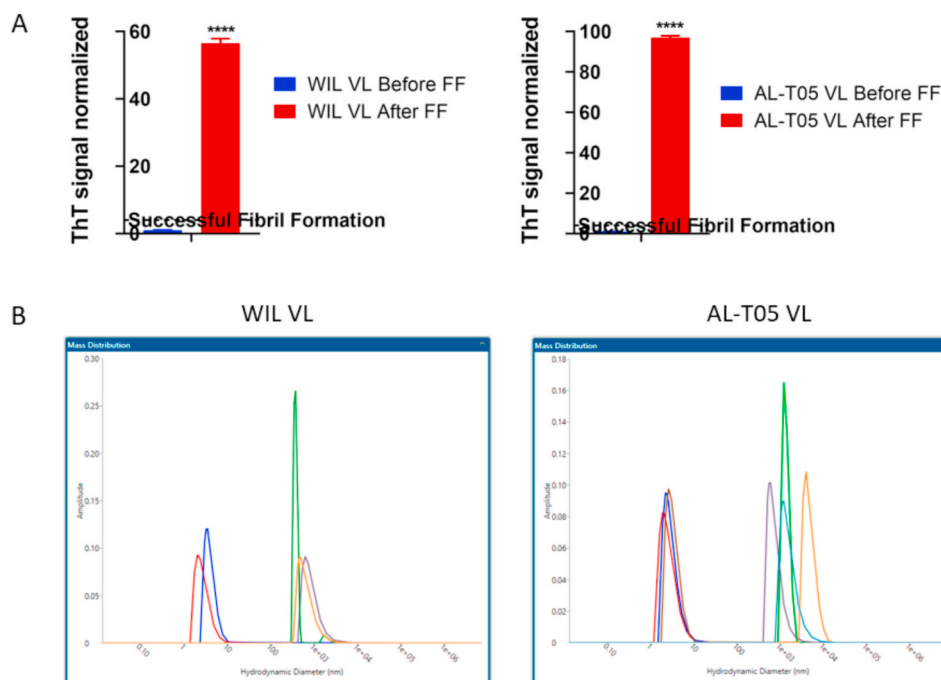 A
ThT signal normalized
60
40
20
0
****
Successful Fibril Formation
WIL VL Before FF
WIL VL After FF
ThT signal normalized
100
80
60
40
20
0
****
Successful Fibril Formation
AL-T05 VL Before FF
AL-T05 VL After FF
B
WIL VL
Mass Distribution
Amplitude
0.30
0.25
0.20
0.15
0.10
0.05
0
0.10
1
10
100
1e+03
1e+04
1e+05
1e+06
Hydrodynamic Diameter (nm)
AL-T05 VL
Mass Distribution
Amplitude
0.18
0.16
0.14
0.12
0.10
0.08
0.06
0.04
0.02
0
0.10
1
10
100
1e+03
1e+04
1e+05
1e+06
Hydrodynamic Diameter (nm)